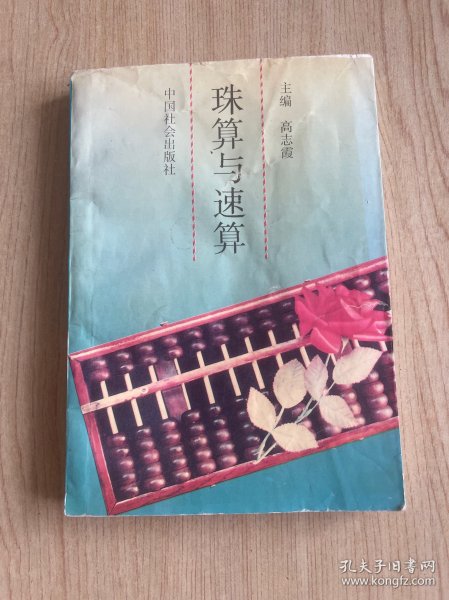 主编 高志霞
珠算与速算
中国社会出版社
孔夫子旧书网
www.kongfz.com